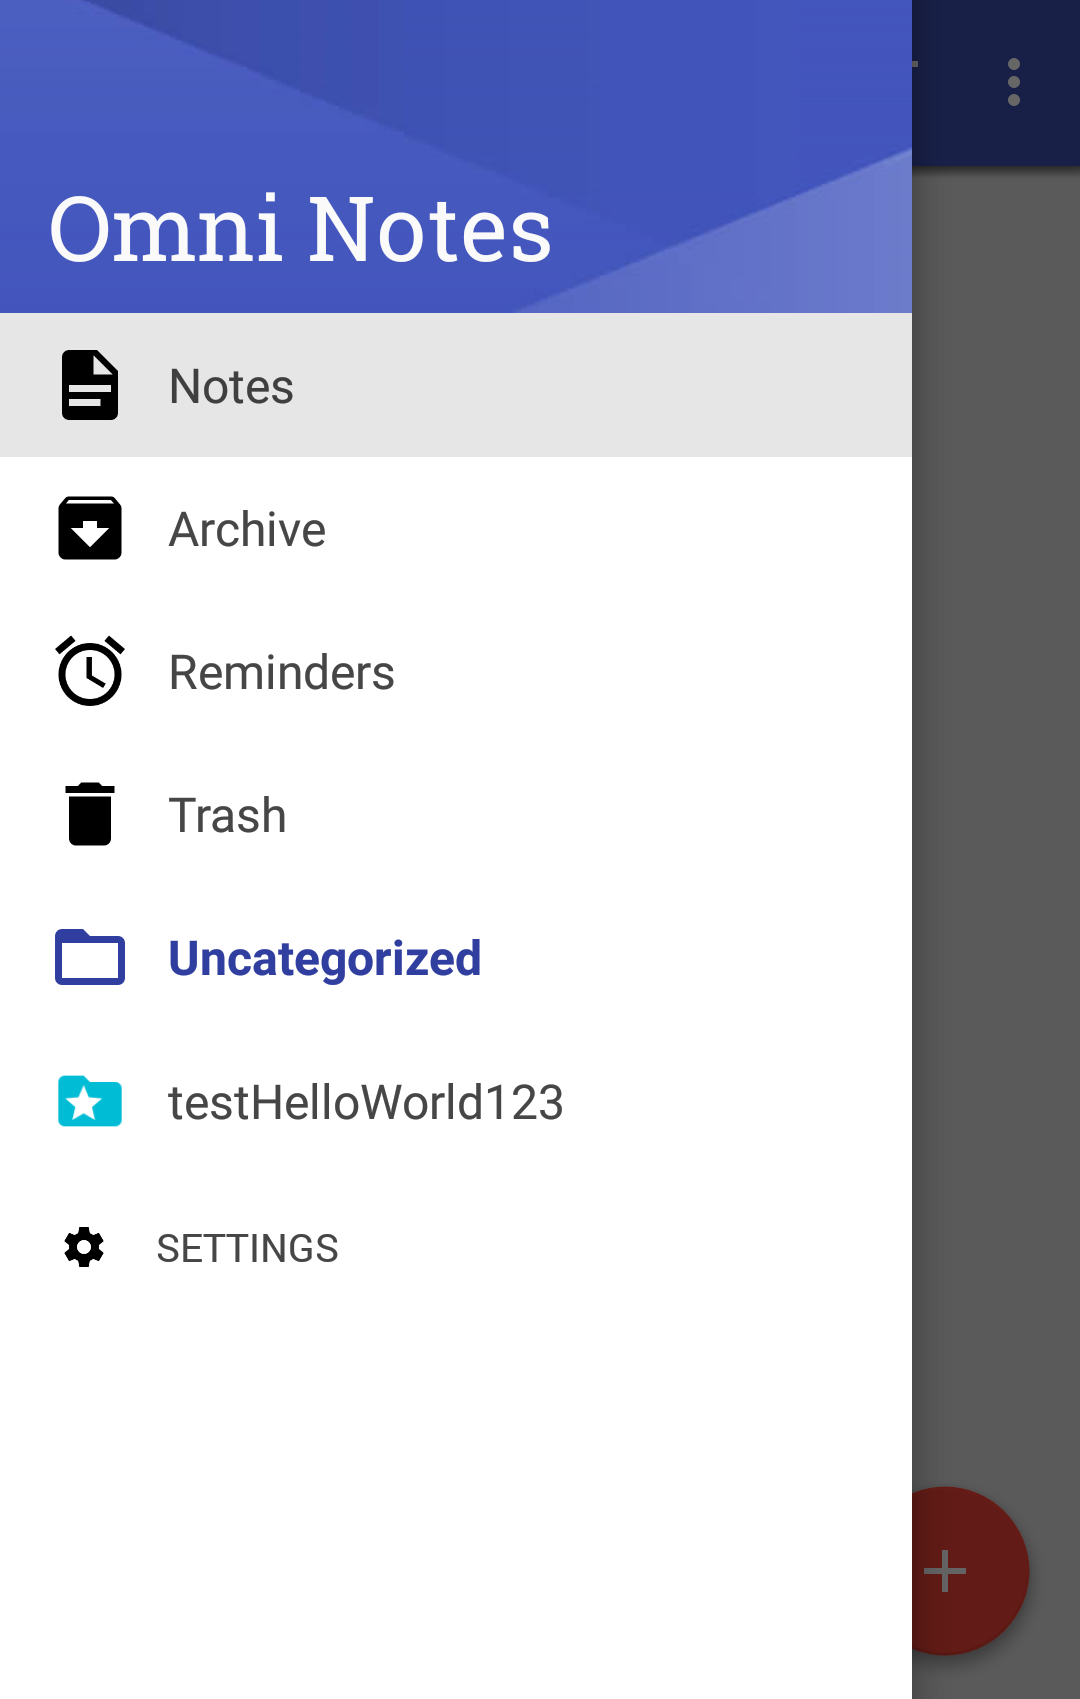 Omni Notes
Notes
Archive
Reminders
Trash
Uncategorized
testHelloWorld123
SETTINGS